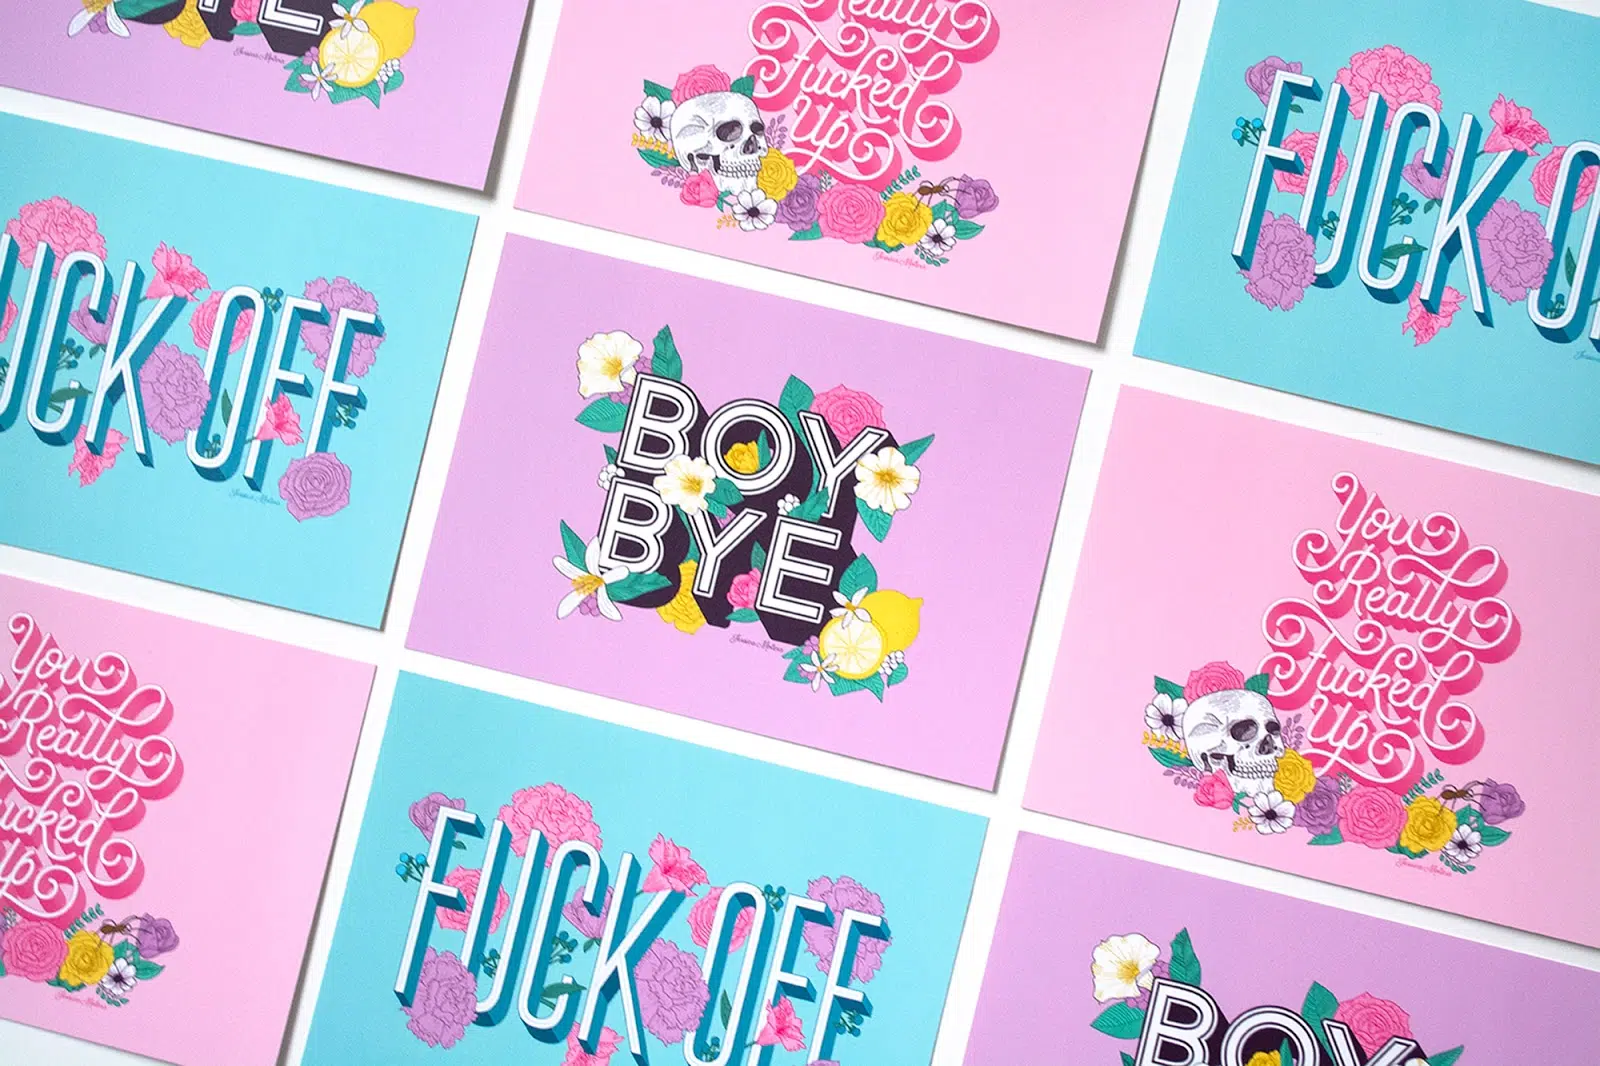 BYE
Jessica Molina
Really
Fucked
Up
Jessica Molina
FUCK O
UCK OFF
Jessica Molina
BOY
BYE
Jessica Molina
You
Really
Fucked
Up
Jessica Molina
You
Really
ucked
Up
Jessica Molina
FUCK OFF
BOY